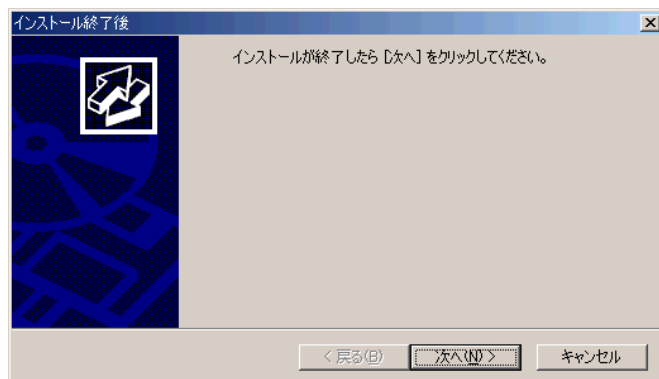 インストール終了後
インストールが終了したら [次へ] をクリックしてください。
< 戻る(B)
次へ(N) >
キャンセル